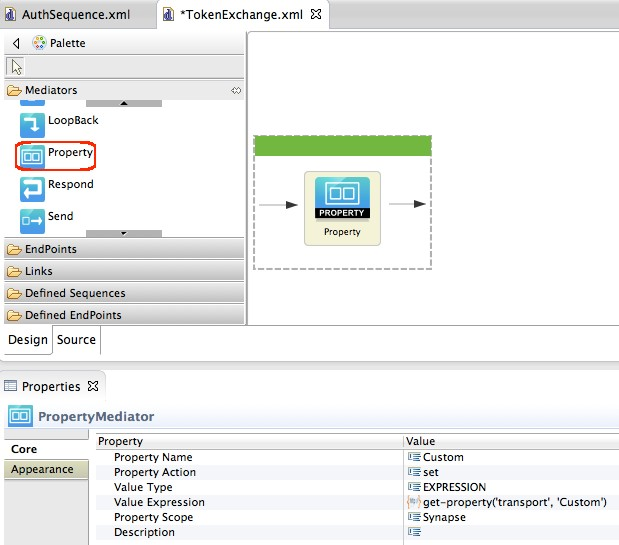 AuthSequence.xml
*TokenExchange.xml
Palette
Mediators
LoopBack
Property
Respond
Send
EndPoints
Links
Defined Sequences
Defined EndPoints
PROPERTY
Property
Design Source
Properties
PropertyMediator
Core
Appearance
Property Value
Property Name Custom
Property Action set
Value Type EXPRESSION
Value Expression get-property('transport', 'Custom')
Property Scope Synapse
Description